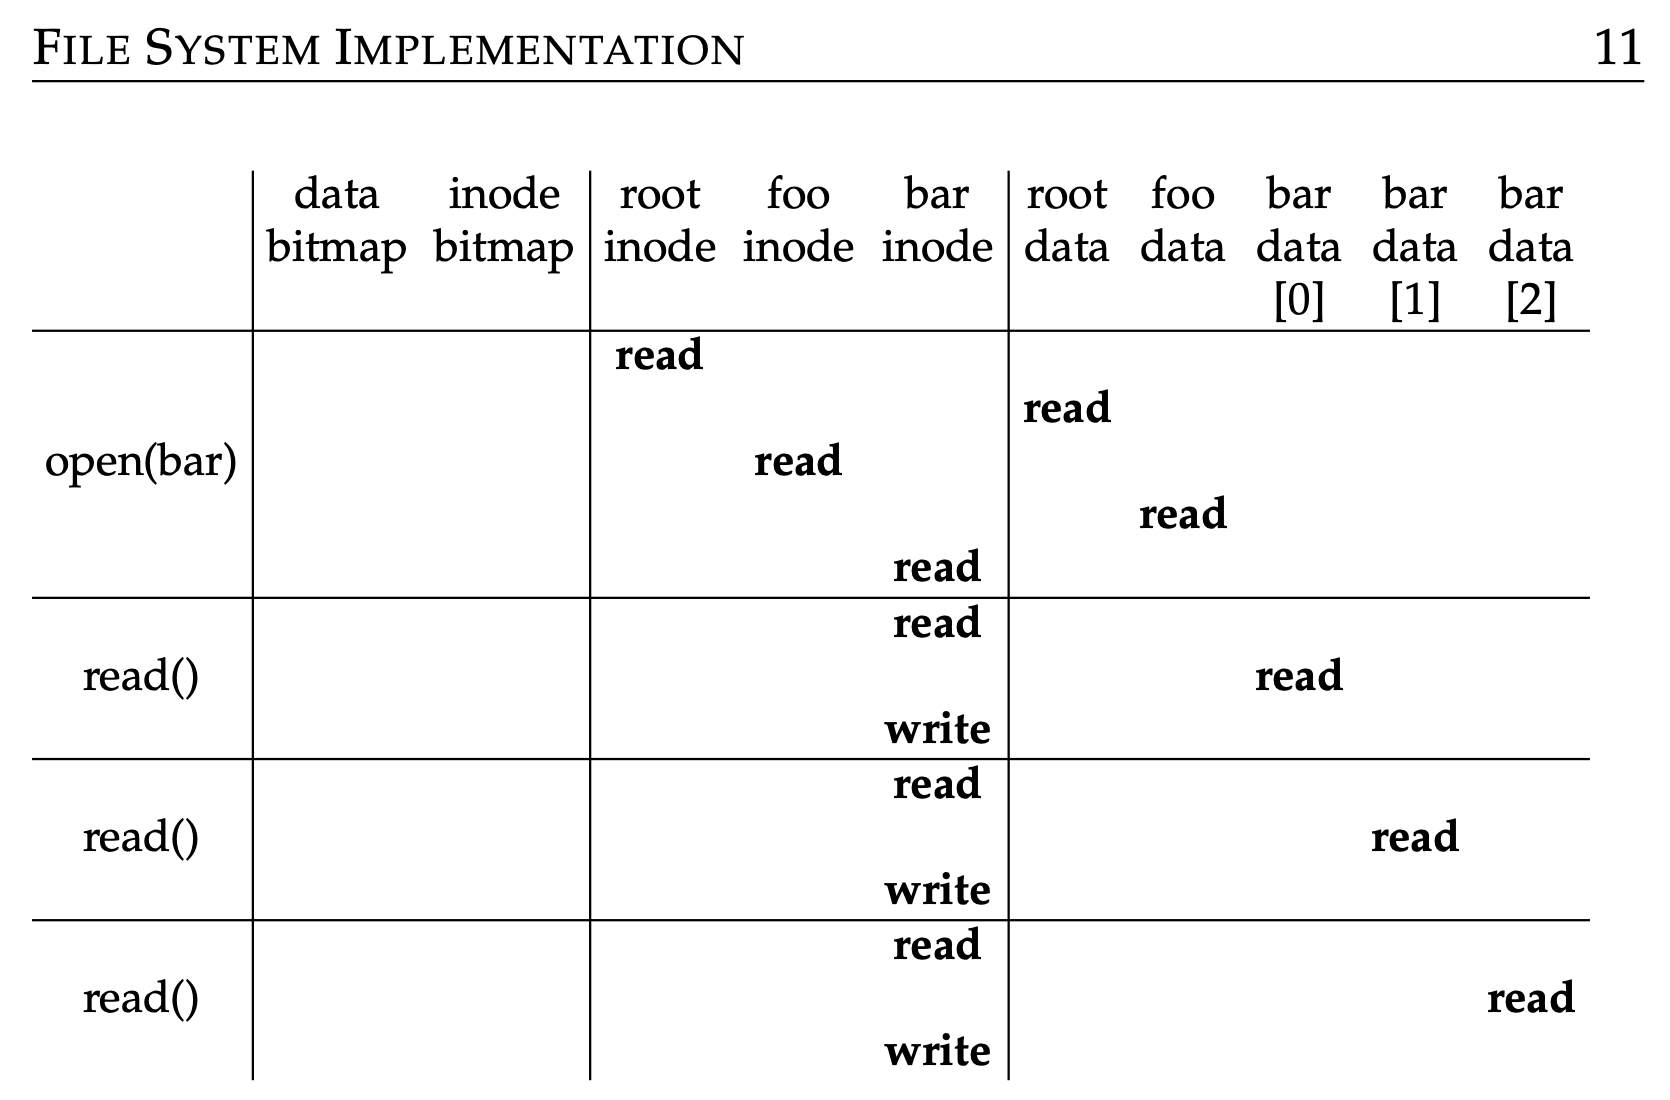 FILE SYSTEM IMPLEMENTATION 11
data inode root foo bar root foo bar bar bar
bitmap bitmap inode inode inode data data data data data
[0] [1] [2]
read
read
open(bar) read
read
read
read
read() read
write
read
read() read
write
read
read() read
write